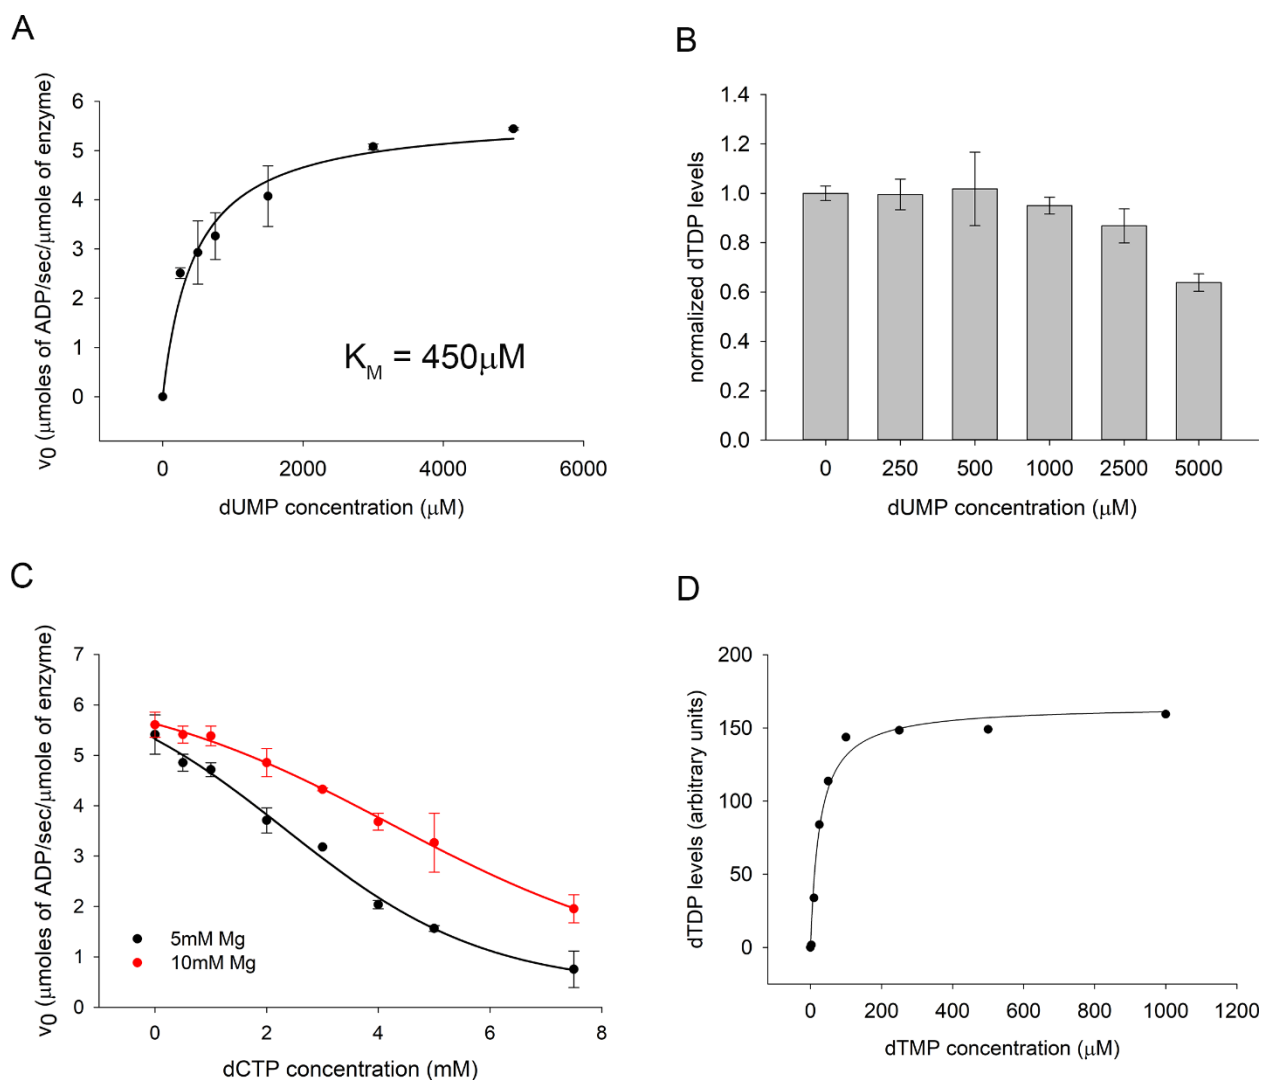 A
v0 (μmoles of ADP/sec/μmole of enzyme)
6
5
4
3
2
1
0
KM = 450μM
0 2000 4000 6000
dUMP concentration (μM)
B
normalized dTDP levels
1.4
1.2
1.0
0.8
0.6
0.4
0.2
0.0
0 250 500 1000 2500 5000
dUMP concentration (μM)
C
v0 (μmoles of ADP/sec/μmole of enzyme)
7
6
5
4
3
2
1
0
5mM Mg
10mM Mg
0 2 4 6 8
dCTP concentration (mM)
D
dTDP levels (arbitrary units)
200
150
100
50
0
0 200 400 600 800 1000 1200
dTMP concentration (μM)